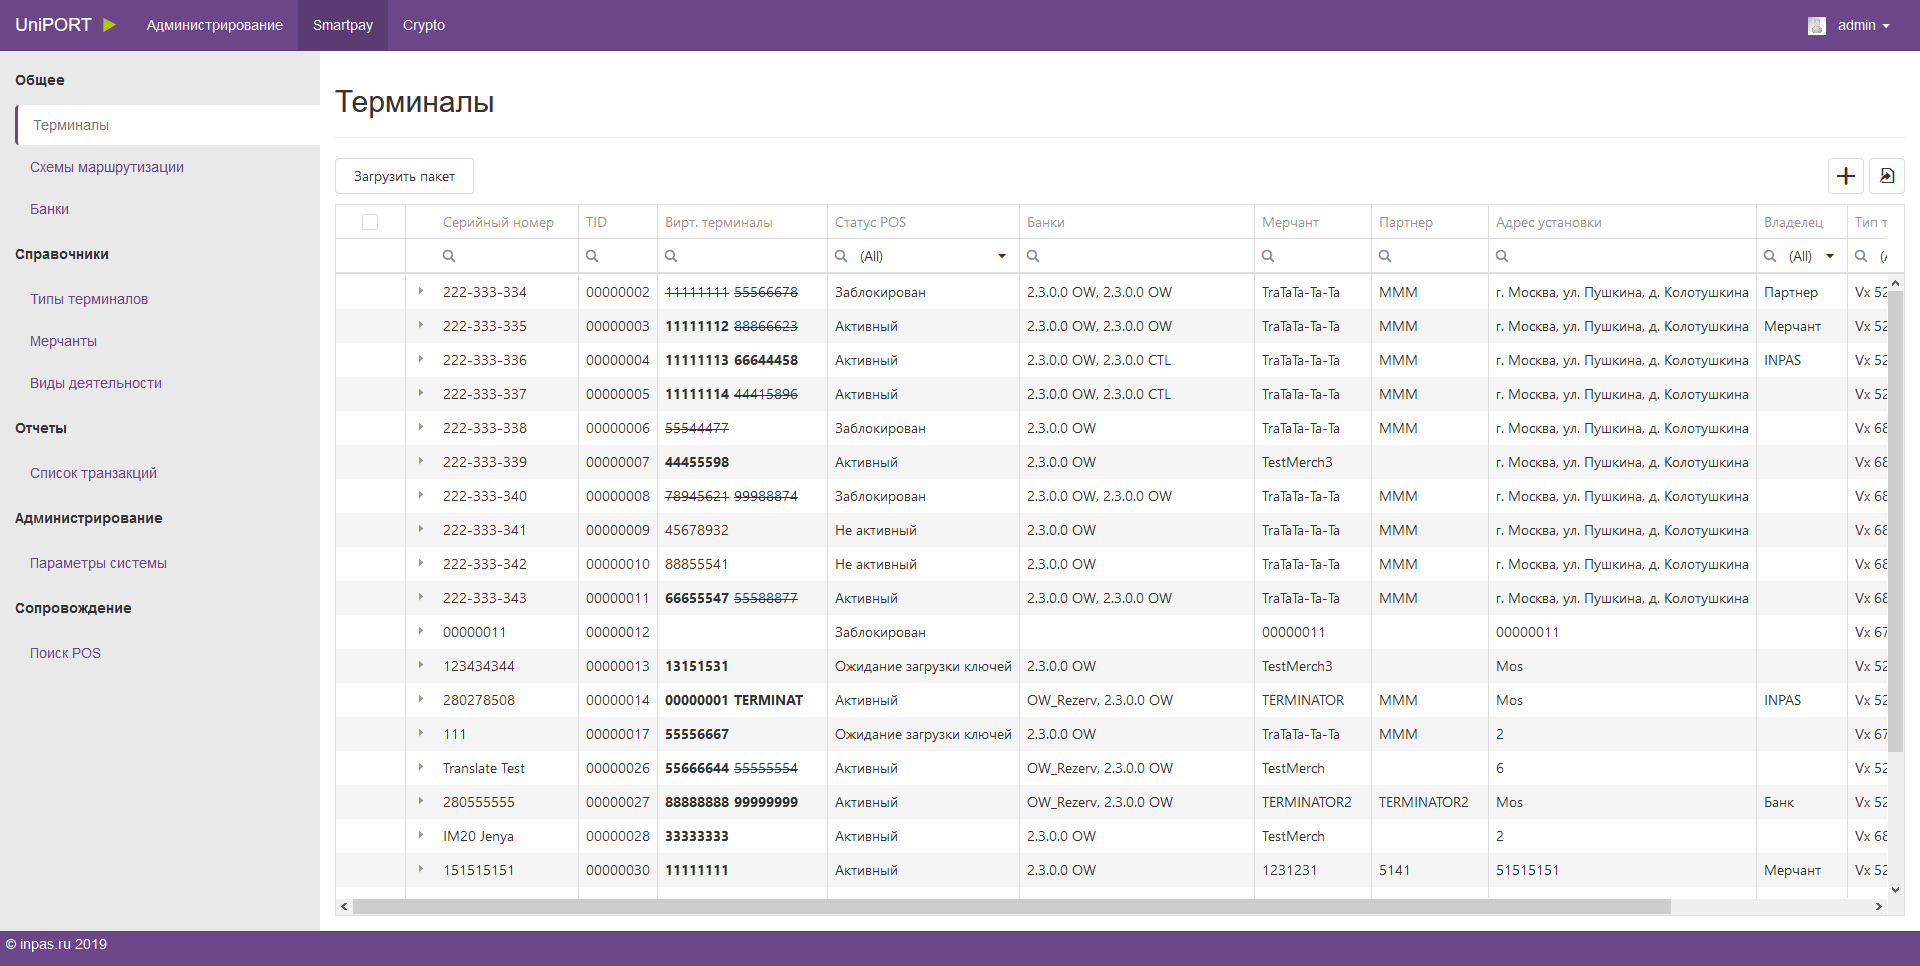 UniPORT Администрирование Smartpay Crypto admin
Общее
Терминалы
Схемы маршрутизации
Банки
Справочники
Типы терминалов
Мерчанты
Виды деятельности
Отчеты
Список транзакций
Администрирование
Параметры системы
Сопровождение
Поиск POS
Терминалы
Загрузить пакет
Серийный номер TID Вирт. терминалы Статус POS Банки Мерчант Партнер Адрес установки Владелец Тип т
(All) (All)
222-333-334 00000002 11111111 55566678 Заблокирован 2.3.0.0 OW, 2.3.0.0 OW TraTaTa-Ta-Ta МММ г. Москва, ул. Пушкина, д. Колотушкина Партнер Vx 52
222-333-335 00000003 11111112 88866623 Активный 2.3.0.0 OW, 2.3.0.0 OW TraTaTa-Ta-Ta МММ г. Москва, ул. Пушкина, д. Колотушкина Мерчант Vx 52
222-333-336 00000004 11111113 66644458 Активный 2.3.0.0 OW, 2.3.0.0 CTL TraTaTa-Ta-Ta МММ г. Москва, ул. Пушкина, д. Колотушкина INPAS Vx 52
222-333-337 00000005 11111114 44415896 Активный 2.3.0.0 OW, 2.3.0.0 CTL TraTaTa-Ta-Ta МММ г. Москва, ул. Пушкина, д. Колотушкина Vx 52
222-333-338 00000006 55544477 Заблокирован 2.3.0.0 OW TraTaTa-Ta-Ta МММ г. Москва, ул. Пушкина, д. Колотушкина Vx 68
222-333-339 00000007 44455598 Активный 2.3.0.0 OW TestMerch3 г. Москва, ул. Пушкина, д. Колотушкина Vx 68
222-333-340 00000008 78945621 99988874 Заблокирован 2.3.0.0 OW, 2.3.0.0 OW TraTaTa-Ta-Ta МММ г. Москва, ул. Пушкина, д. Колотушкина Vx 68
222-333-341 00000009 45678932 Не активный 2.3.0.0 OW TraTaTa-Ta-Ta МММ г. Москва, ул. Пушкина, д. Колотушкина Vx 68
222-333-342 00000010 88855541 Не активный 2.3.0.0 OW TraTaTa-Ta-Ta МММ г. Москва, ул. Пушкина, д. Колотушкина Vx 68
222-333-343 00000011 66655547 55588877 Активный 2.3.0.0 OW, 2.3.0.0 OW TraTaTa-Ta-Ta МММ г. Москва, ул. Пушкина, д. Колотушкина Vx 68
00000011 00000012 Заблокирован 00000011 00000011 Vx 67
123434344 00000013 13151531 Ожидание загрузки ключей 2.3.0.0 OW TestMerch3 Mos Vx 52
280278508 00000014 00000001 TERMINAT Активный OW_Rezerv, 2.3.0.0 OW TERMINATOR МММ Mos INPAS Vx 52
111 00000017 55556667 Ожидание загрузки ключей 2.3.0.0 OW TraTaTa-Ta-Ta МММ 2 Vx 67
Translate Test 00000026 55666644 55555554 Активный OW_Rezerv, 2.3.0.0 OW TestMerch 6 Vx 52
280555555 00000027 88888888 99999999 Активный OW_Rezerv, 2.3.0.0 OW TERMINATOR2 TERMINATOR2 Mos Банк Vx 52
IM20 Jenya 00000028 33333333 Активный 2.3.0.0 OW TestMerch 2 Vx 68
151515151 00000030 11111111 Активный 2.3.0.0 OW 1231231 5141 51515151 Мерчант Vx 52
© inpas.ru 2019